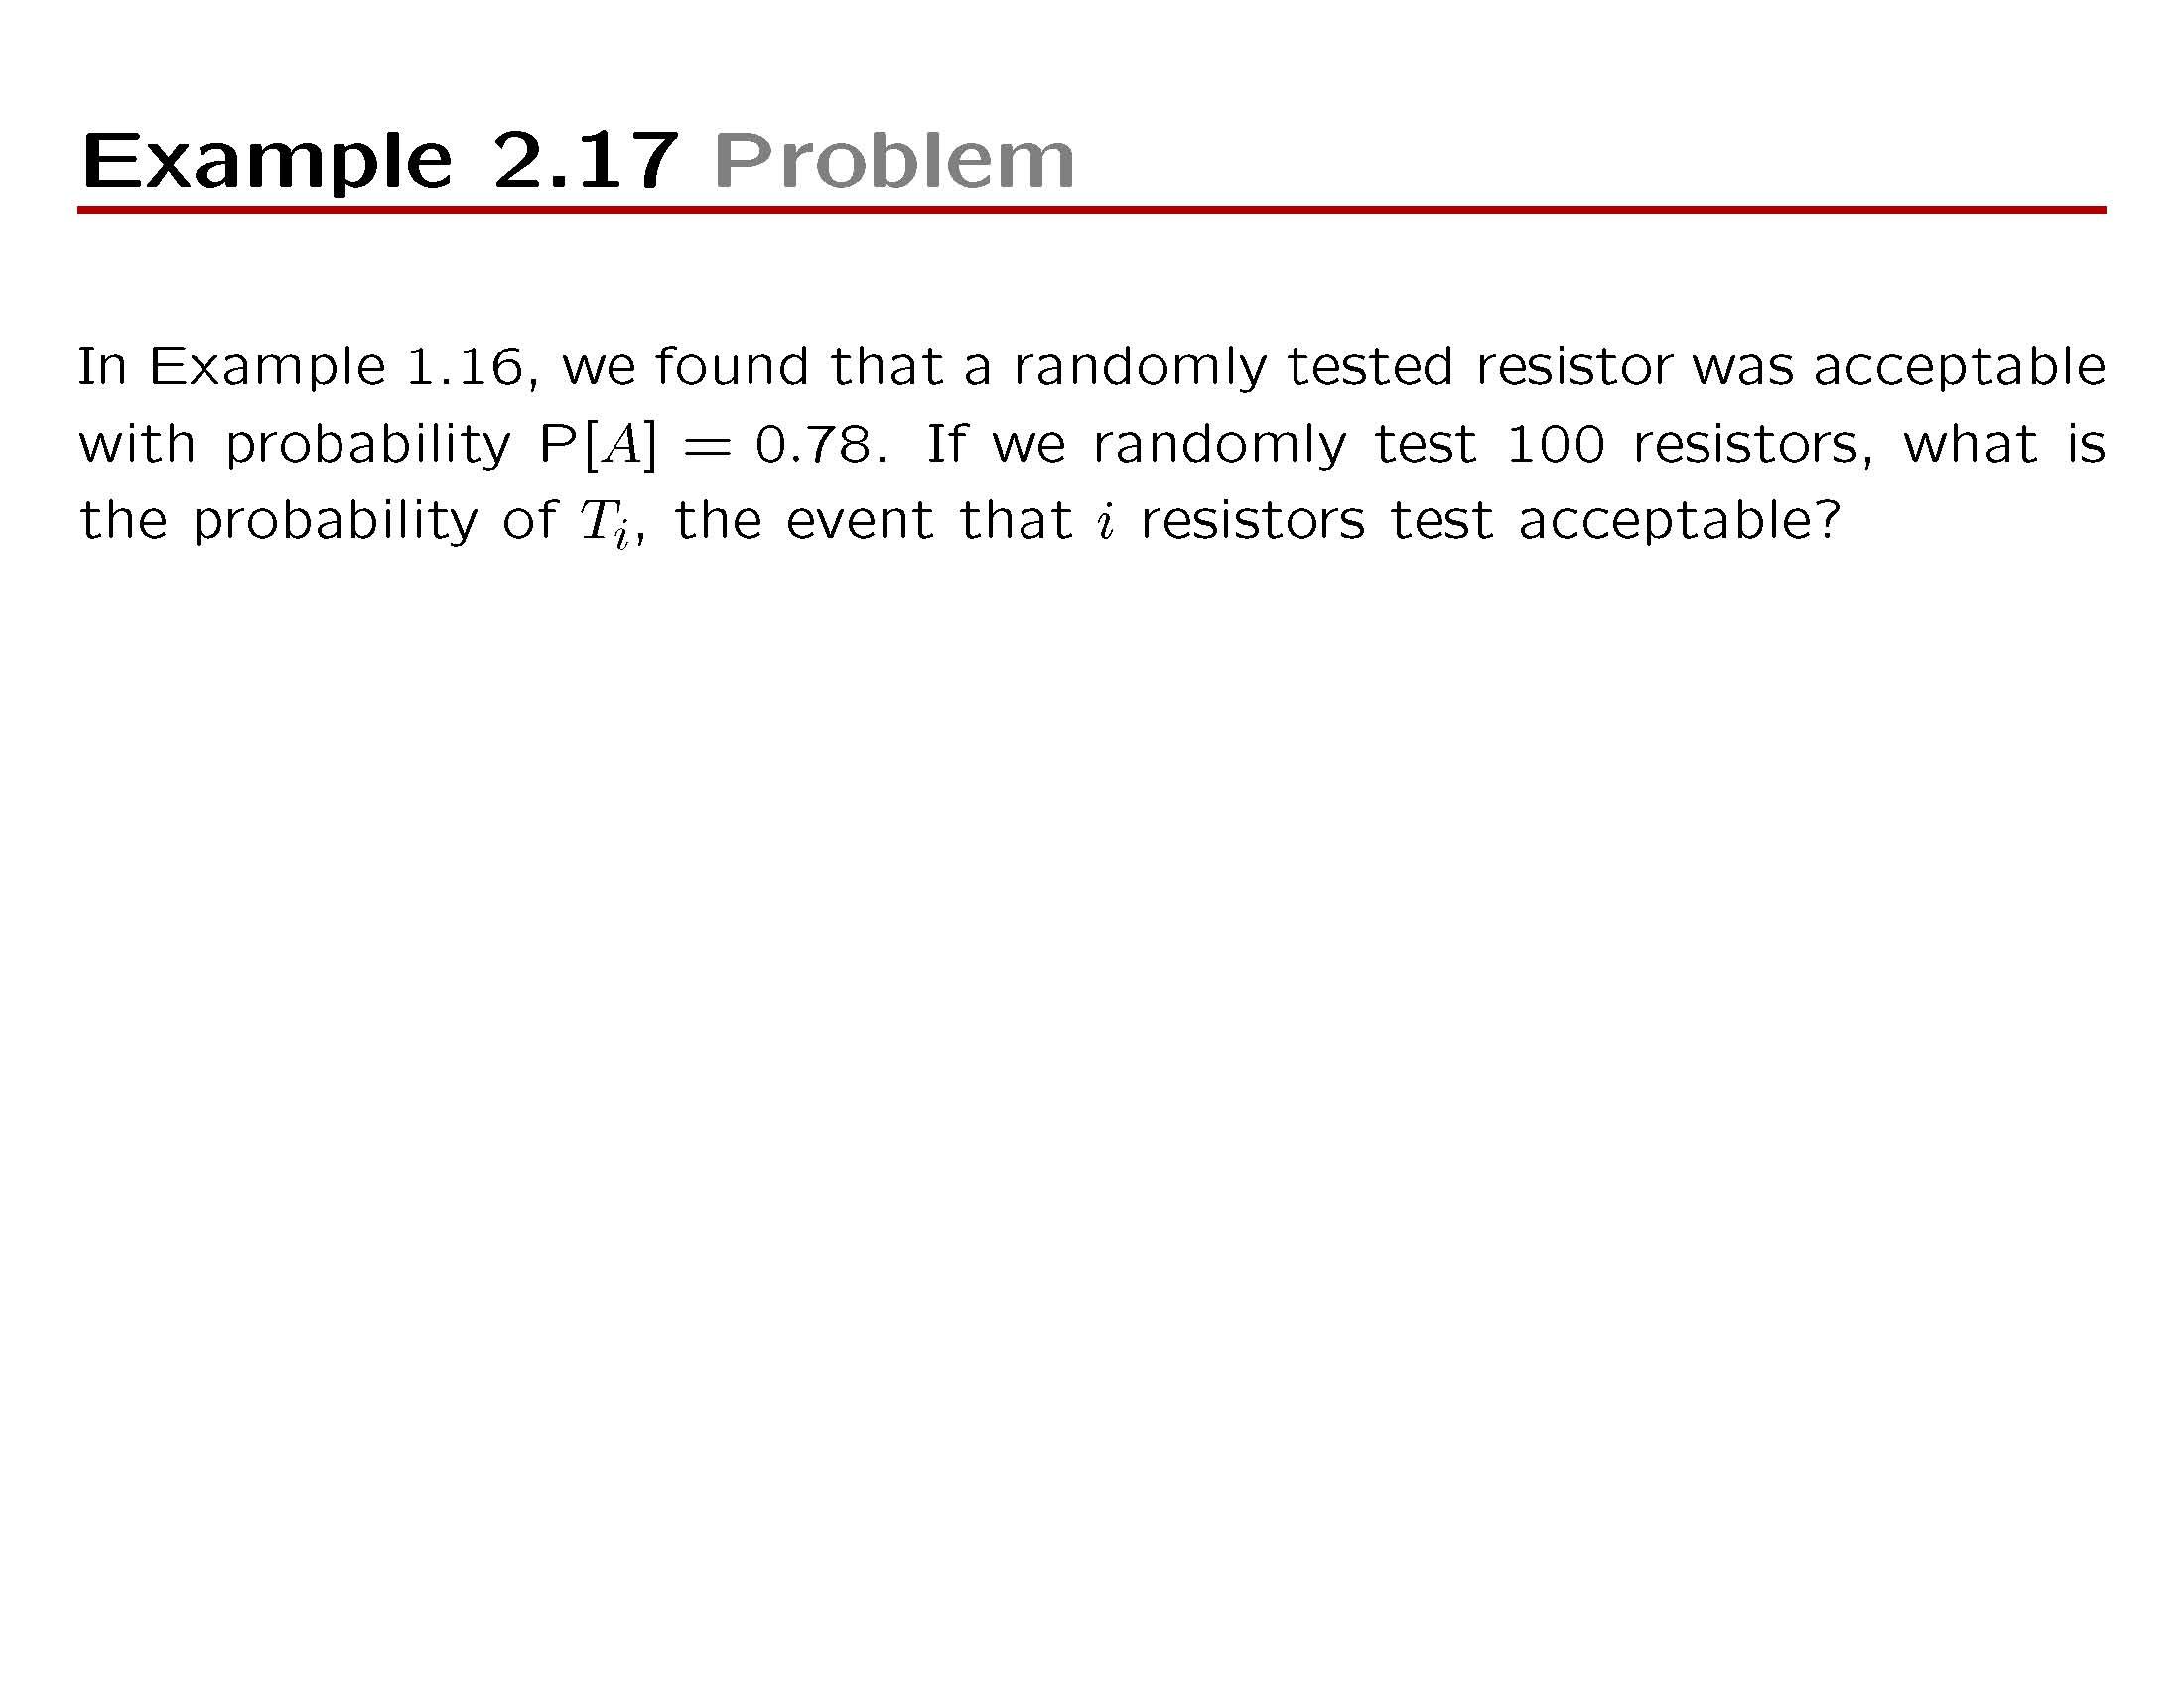 Example 2.17 Problem
In Example 1.16, we found that a randomly tested resistor was acceptable
with probability P[A] = 0.78. If we randomly test 100 resistors, what is
the probability of T_i, the event that i resistors test acceptable?